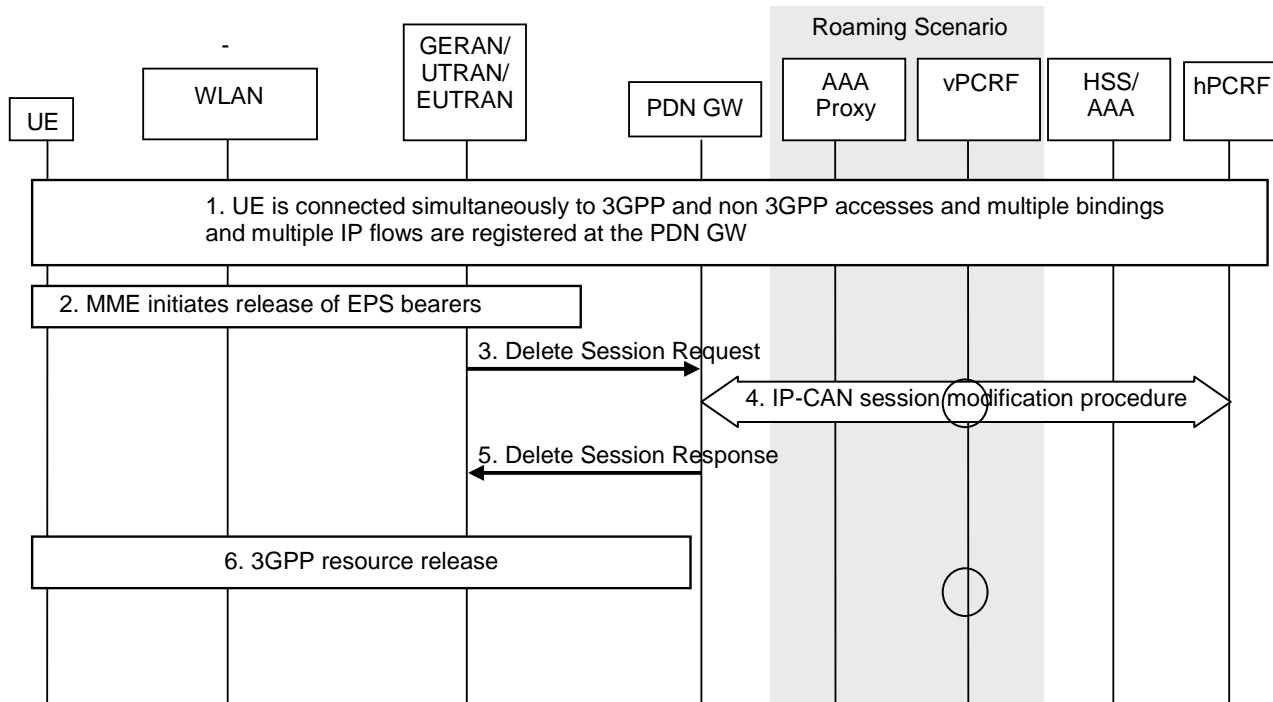 Roaming Scenario
-
GERAN/
UTRAN/
EUTRAN
UE
WLAN
PDN GW
AAA
Proxy
vPCRF
HSS/
AAA
hPCRF
1. UE is connected simultaneously to 3GPP and non 3GPP accesses and multiple bindings
and multiple IP flows are registered at the PDN GW
2. MME initiates release of EPS bearers
3. Delete Session Request
4. IP-CAN session modification procedure
5. Delete Session Response
6. 3GPP resource release